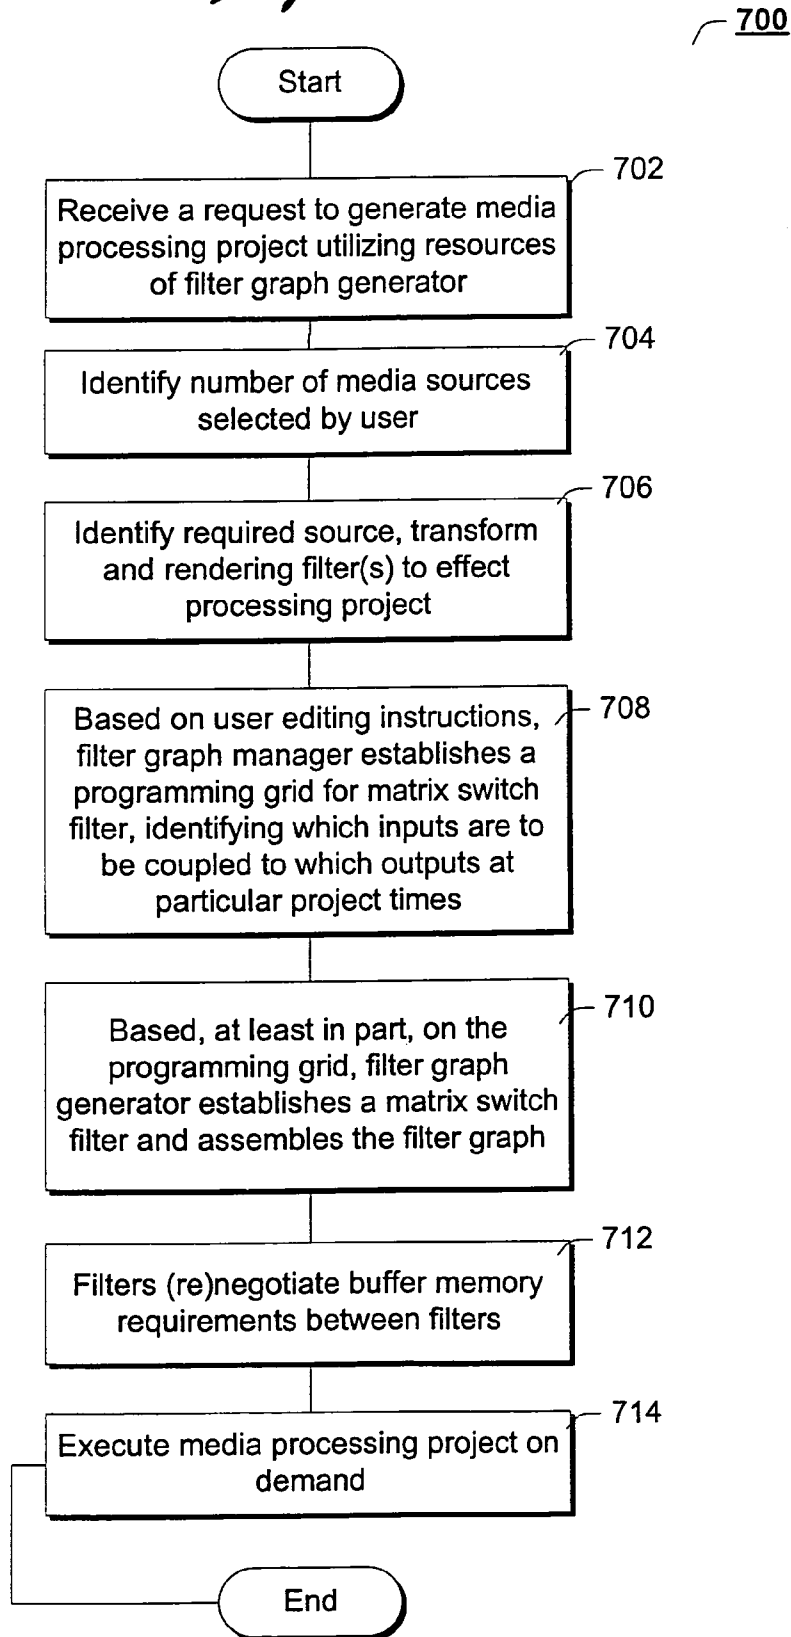 700
Start
702
Receive a request to generate media
processing project utilizing resources
of filter graph generator
704
Identify number of media sources
selected by user
706
Identify required source, transform
and rendering filter(s) to effect
processing project
708
Based on user editing instructions,
filter graph manager establishes a
programming grid for matrix switch
filter, identifying which inputs are to
be coupled to which outputs at
particular project times
710
Based, at least in part, on the
programming grid, filter graph
generator establishes a matrix switch
filter and assembles the filter graph
712
Filters (re)negotiate buffer memory
requirements between filters
714
Execute media processing project on
demand
End